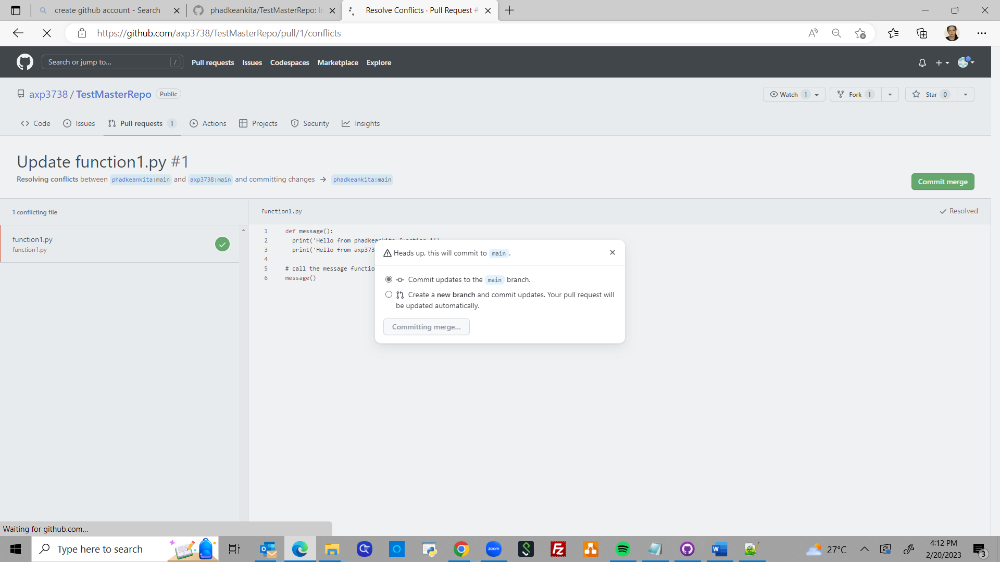 create github account - Search
phadkeankita/TestMasterRepo: In
Resolve Conflicts · Pull Request #
https://github.com/axp3738/TestMasterRepo/pull/1/conflicts
Search or jump to... /
Pull requests Issues Codespaces Marketplace Explore
axp3738 / TestMasterRepo Public
Watch 1 Fork 1 Star 0
Code Issues Pull requests 1 Actions Projects Security Insights
Update function1.py #1
Resolving conflicts between phadkeankita:main and axp3738:main and committing changes → phadkeankita:main
Commit merge
1 conflicting file
function1.py
function1.py
function1.py
Resolved
1 def message():
2 print('Hello from phadkeankita function 1')
3 print('Hello from axp373
4
5 # call the message functio
6 message()
Heads up, this will commit to main.
Commit updates to the main branch.
Create a new branch and commit updates. Your pull request will
be updated automatically.
Committing merge...
Waiting for github.com...
Type here to search
zoom
27°C
4:12 PM
2/20/2023
3